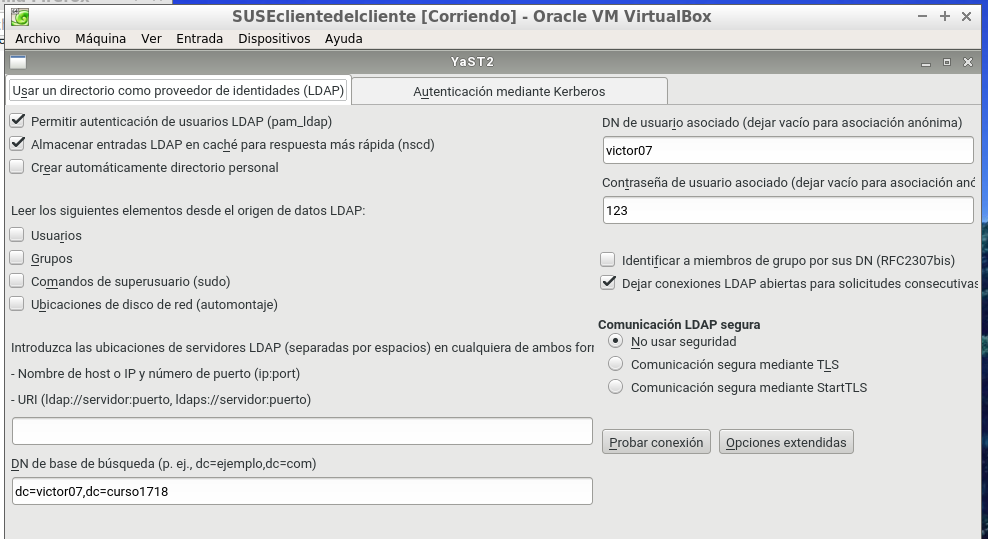 SUSEclientedelcliente [Corriendo] - Oracle VM VirtualBox
Archivo Máquina Ver Entrada Dispositivos Ayuda
YaST2
Usar un directorio como proveedor de identidades (LDAP)
Autenticación mediante Kerberos
Permitir autenticación de usuarios LDAP (pam_ldap)
Almacenar entradas LDAP en caché para respuesta más rápida (nscd)
Crear automáticamente directorio personal
Leer los siguientes elementos desde el origen de datos LDAP:
Usuarios
Grupos
Comandos de superusuario (sudo)
Ubicaciones de disco de red (automontaje)
Introduzca las ubicaciones de servidores LDAP (separadas por espacios) en cualquiera de ambos for
- Nombre de host o IP y número de puerto (ip:port)
- URI (ldap://servidor:puerto, ldaps://servidor:puerto)
DN de base de búsqueda (p. ej., dc=ejemplo,dc=com)
dc=victor07,dc=curso1718
DN de usuario asociado (dejar vacío para asociación anónima)
victor07
Contraseña de usuario asociado (dejar vacío para asociación anó
123
Identificar a miembros de grupo por sus DN (RFC2307bis)
Dejar conexiones LDAP abiertas para solicitudes consecutivas
Comunicación LDAP segura
No usar seguridad
Comunicación segura mediante TLS
Comunicación segura mediante StartTLS
Probar conexión
Opciones extendidas